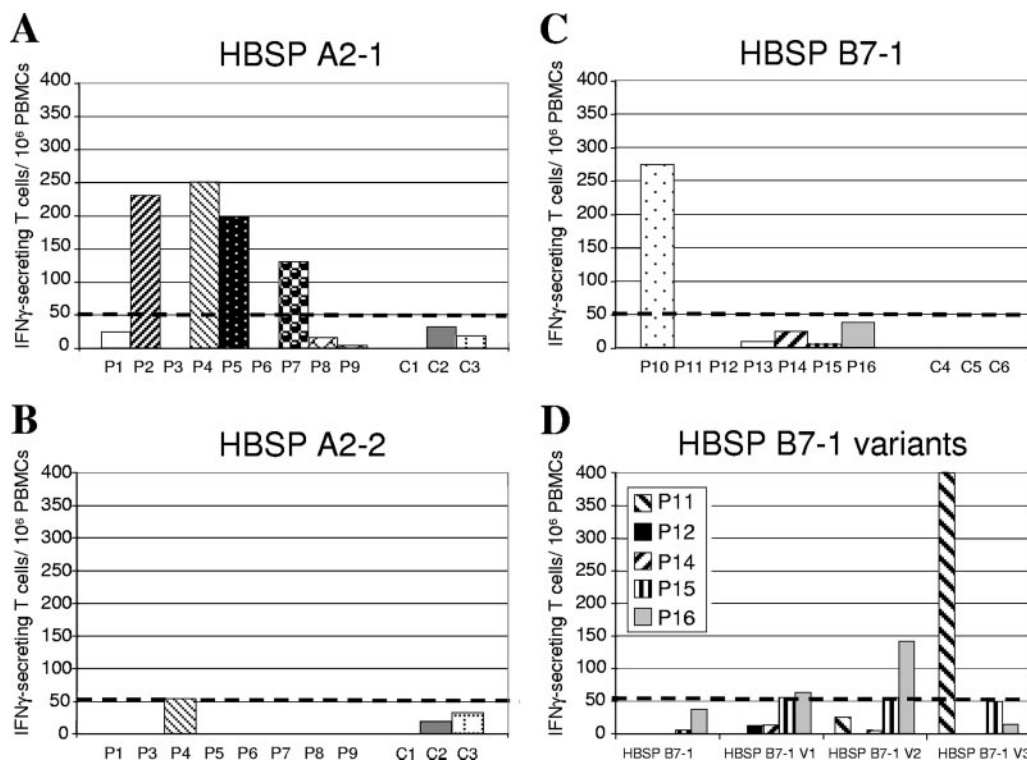 A
HBSP A2-1
IFNγ-secreting T cells/ 10⁶ PBMCs
400
350
300
250
200
150
100
50
0
P1 P2 P3 P4 P5 P6 P7 P8 P9 C1 C2 C3
B
HBSP A2-2
IFNγ-secreting T cells/ 10⁶ PBMCs
400
350
300
250
200
150
100
50
0
P1 P3 P4 P5 P6 P7 P8 P9 C1 C2 C3
C
HBSP B7-1
IFNγ-secreting T cells/ 10⁶ PBMCs
400
350
300
250
200
150
100
50
0
P10 P11 P12 P13 P14 P15 P16 C4 C5 C6
D
HBSP B7-1 variants
IFNγ-secreting T cells/ 10⁶ PBMCs
400
350
300
250
200
150
100
50
0
P11
P12
P14
P15
P16
HBSP B7-1 HBSP B7-1 V1 HBSP B7-1 V2 HBSP B7-1 V3